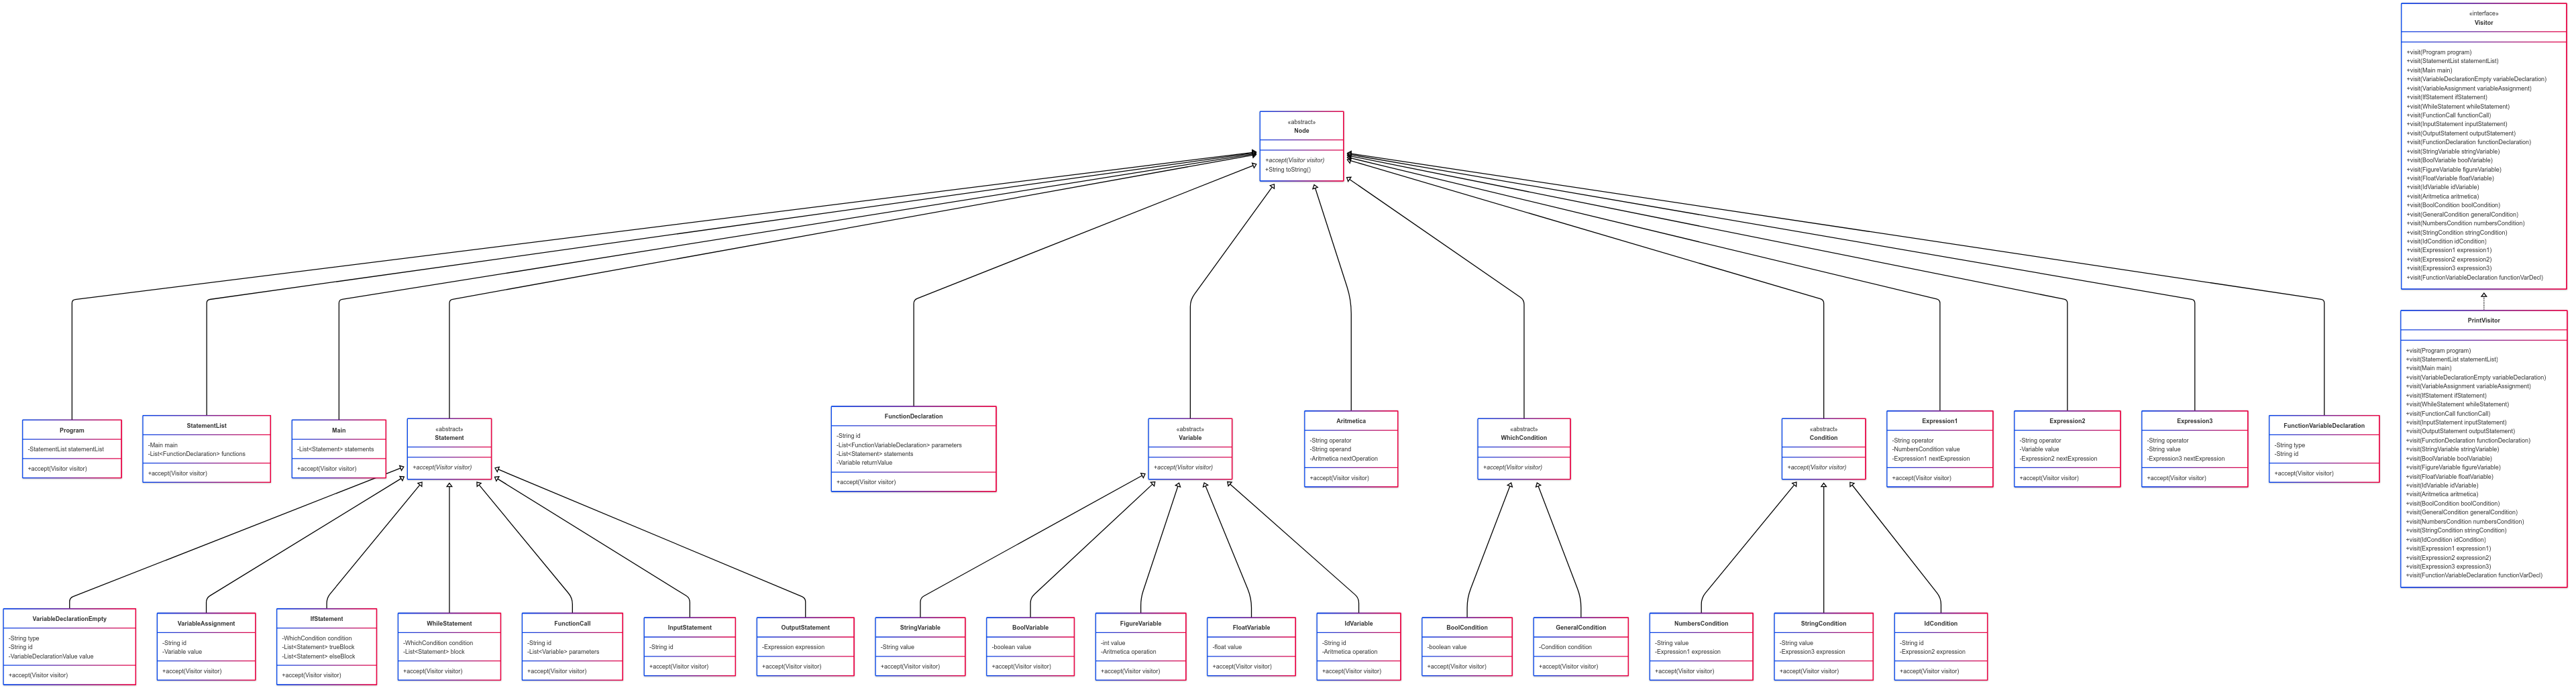 «interface»
Visitor
+visit(Program program)
+visit(StatementList statementList)
+visit(Main main)
+visit(VariableDeclarationEmpty variableDeclaration)
+visit(VariableAssignment variableAssignment)
+visit(IfStatement ifStatement)
+visit(WhileStatement whileStatement)
+visit(FunctionCall functionCall)
+visit(InputStatement inputStatement)
+visit(OutputStatement outputStatement)
+visit(FunctionDeclaration functionDeclaration)
+visit(StringVariable stringVariable)
+visit(BoolVariable boolVariable)
+visit(FigureVariable figureVariable)
+visit(FloatVariable floatVariable)
+visit(IdVariable idVariable)
+visit(Aritmetica aritmetica)
+visit(BoolCondition boolCondition)
+visit(GeneralCondition generalCondition)
+visit(NumbersCondition numbersCondition)
+visit(StringCondition stringCondition)
+visit(IdCondition idCondition)
+visit(Expression1 expression1)
+visit(Expression2 expression2)
+visit(Expression3 expression3)
+visit(FunctionVariableDeclaration functionVarDecl)
«abstract»
Node
+accept(Visitor visitor)
+String toString()
PrintVisitor
+visit(Program program)
+visit(StatementList statementList)
+visit(Main main)
+visit(VariableDeclarationEmpty variableDeclaration)
+visit(VariableAssignment variableAssignment)
+visit(IfStatement ifStatement)
+visit(WhileStatement whileStatement)
+visit(FunctionCall functionCall)
+visit(InputStatement inputStatement)
+visit(OutputStatement outputStatement)
+visit(FunctionDeclaration functionDeclaration)
+visit(StringVariable stringVariable)
+visit(BoolVariable boolVariable)
+visit(FigureVariable figureVariable)
+visit(FloatVariable floatVariable)
+visit(IdVariable idVariable)
+visit(Aritmetica aritmetica)
+visit(BoolCondition boolCondition)
+visit(GeneralCondition generalCondition)
+visit(NumbersCondition numbersCondition)
+visit(StringCondition stringCondition)
+visit(IdCondition idCondition)
+visit(Expression1 expression1)
+visit(Expression2 expression2)
+visit(Expression3 expression3)
+visit(FunctionVariableDeclaration functionVarDecl)
Program
-StatementList statementList
+accept(Visitor visitor)
StatementList
-Main main
-List<FunctionDeclaration> functions
+accept(Visitor visitor)
Main
-List<Statement> statements
+accept(Visitor visitor)
«abstract»
Statement
+accept(Visitor visitor)
FunctionDeclaration
-String id
-List<FunctionVariableDeclaration> parameters
-List<Statement> statements
-Variable returnValue
+accept(Visitor visitor)
«abstract»
Variable
+accept(Visitor visitor)
Aritmetica
-String operator
-String operand
-Aritmetica nextOperation
+accept(Visitor visitor)
«abstract»
WhichCondition
+accept(Visitor visitor)
«abstract»
Condition
+accept(Visitor visitor)
Expression1
-String operator
-NumbersCondition value
-Expression1 nextExpression
+accept(Visitor visitor)
Expression2
-String operator
-Variable value
-Expression2 nextExpression
+accept(Visitor visitor)
Expression3
-String operator
-String value
-Expression3 nextExpression
+accept(Visitor visitor)
FunctionVariableDeclaration
-String type
-String id
+accept(Visitor visitor)
VariableDeclarationEmpty
-String type
-String id
-VariableDeclarationValue value
+accept(Visitor visitor)
VariableAssignment
-String id
-Variable value
+accept(Visitor visitor)
IfStatement
-WhichCondition condition
-List<Statement> trueBlock
-List<Statement> elseBlock
+accept(Visitor visitor)
WhileStatement
-WhichCondition condition
-List<Statement> block
+accept(Visitor visitor)
FunctionCall
-String id
-List<Variable> parameters
+accept(Visitor visitor)
InputStatement
-String id
+accept(Visitor visitor)
OutputStatement
-Expression expression
+accept(Visitor visitor)
StringVariable
-String value
+accept(Visitor visitor)
BoolVariable
-boolean value
+accept(Visitor visitor)
FigureVariable
-int value
-Aritmetica operation
+accept(Visitor visitor)
FloatVariable
-float value
+accept(Visitor visitor)
IdVariable
-String id
-Aritmetica operation
+accept(Visitor visitor)
BoolCondition
-boolean value
+accept(Visitor visitor)
GeneralCondition
-Condition condition
+accept(Visitor visitor)
NumbersCondition
-String value
-Expression1 expression
+accept(Visitor visitor)
StringCondition
-String value
-Expression3 expression
+accept(Visitor visitor)
IdCondition
-String id
-Expression2 expression
+accept(Visitor visitor)